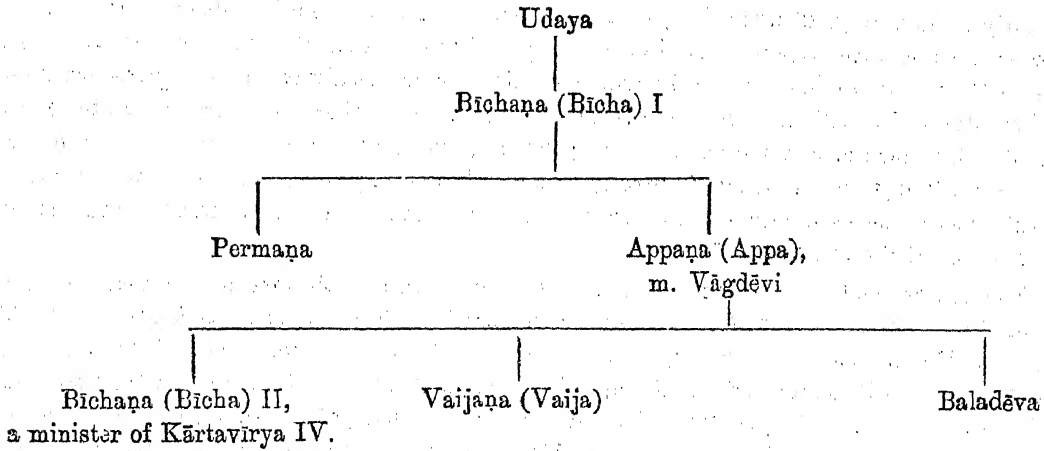 Udaya
Bīchaṇa (Bīcha) I
Permaṇa
Appaṇa (Appa),
m. Vāgdēvi
Bīchaṇa (Bīcha) II,
a minister of Kārtavīrya IV.
Vaijaṇa (Vaija)
Baladēva